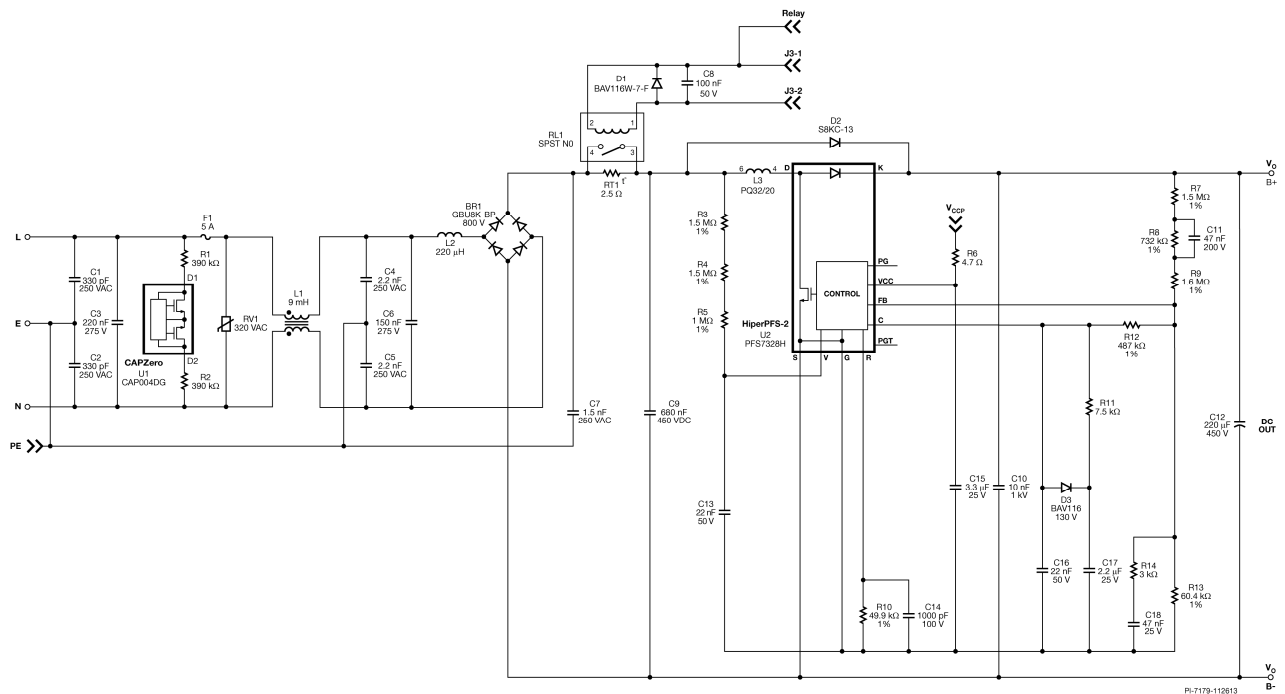 Relay
J3-1
J3-2
D1
BAV116W-7-F
C8
100 nF
50 V
2
1
RL1
SPST N0
4
3
RT1
t°
2.5 Ω
D2
S8KC-13
6
4
L3
PQ32/20
D
K
VO
B+
BR1
GBU8K-BP
800 V
L2
220 µH
F1
5 A
L
E
N
PE
R1
390 kΩ
D1
D2
CAPZero
U1
CAP004DG
R2
390 kΩ
C1
330 pF
250 VAC
C3
220 nF
275 V
C2
330 pF
250 VAC
RV1
320 VAC
L1
9 mH
C4
2.2 nF
250 VAC
C6
150 nF
275 V
C5
2.2 nF
250 VAC
C7
1.5 nF
250 VAC
C9
680 nF
450 VDC
R3
1.5 MΩ
1%
R4
1.5 MΩ
1%
R5
1 MΩ
1%
CONTROL
HiperPFS-2
U2
PFS7328H
PG
VCC
FB
C
PGT
S
V
G
R
VCCP
R6
4.7 Ω
R7
1.5 MΩ
1%
R8
732 kΩ
1%
C11
47 nF
200 V
R9
1.6 MΩ
1%
R12
487 kΩ
1%
R11
7.5 kΩ
C12
220 µF
450 V
DC
OUT
C13
22 nF
50 V
C15
3.3 µF
25 V
C10
10 nF
1 kV
D3
BAV116
130 V
C16
22 nF
50 V
C17
2.2 µF
25 V
R14
3 kΩ
R13
60.4 kΩ
1%
C18
47 nF
25 V
R10
49.9 kΩ
1%
C14
1000 pF
100 V
VO
B-
PI-7179-112613